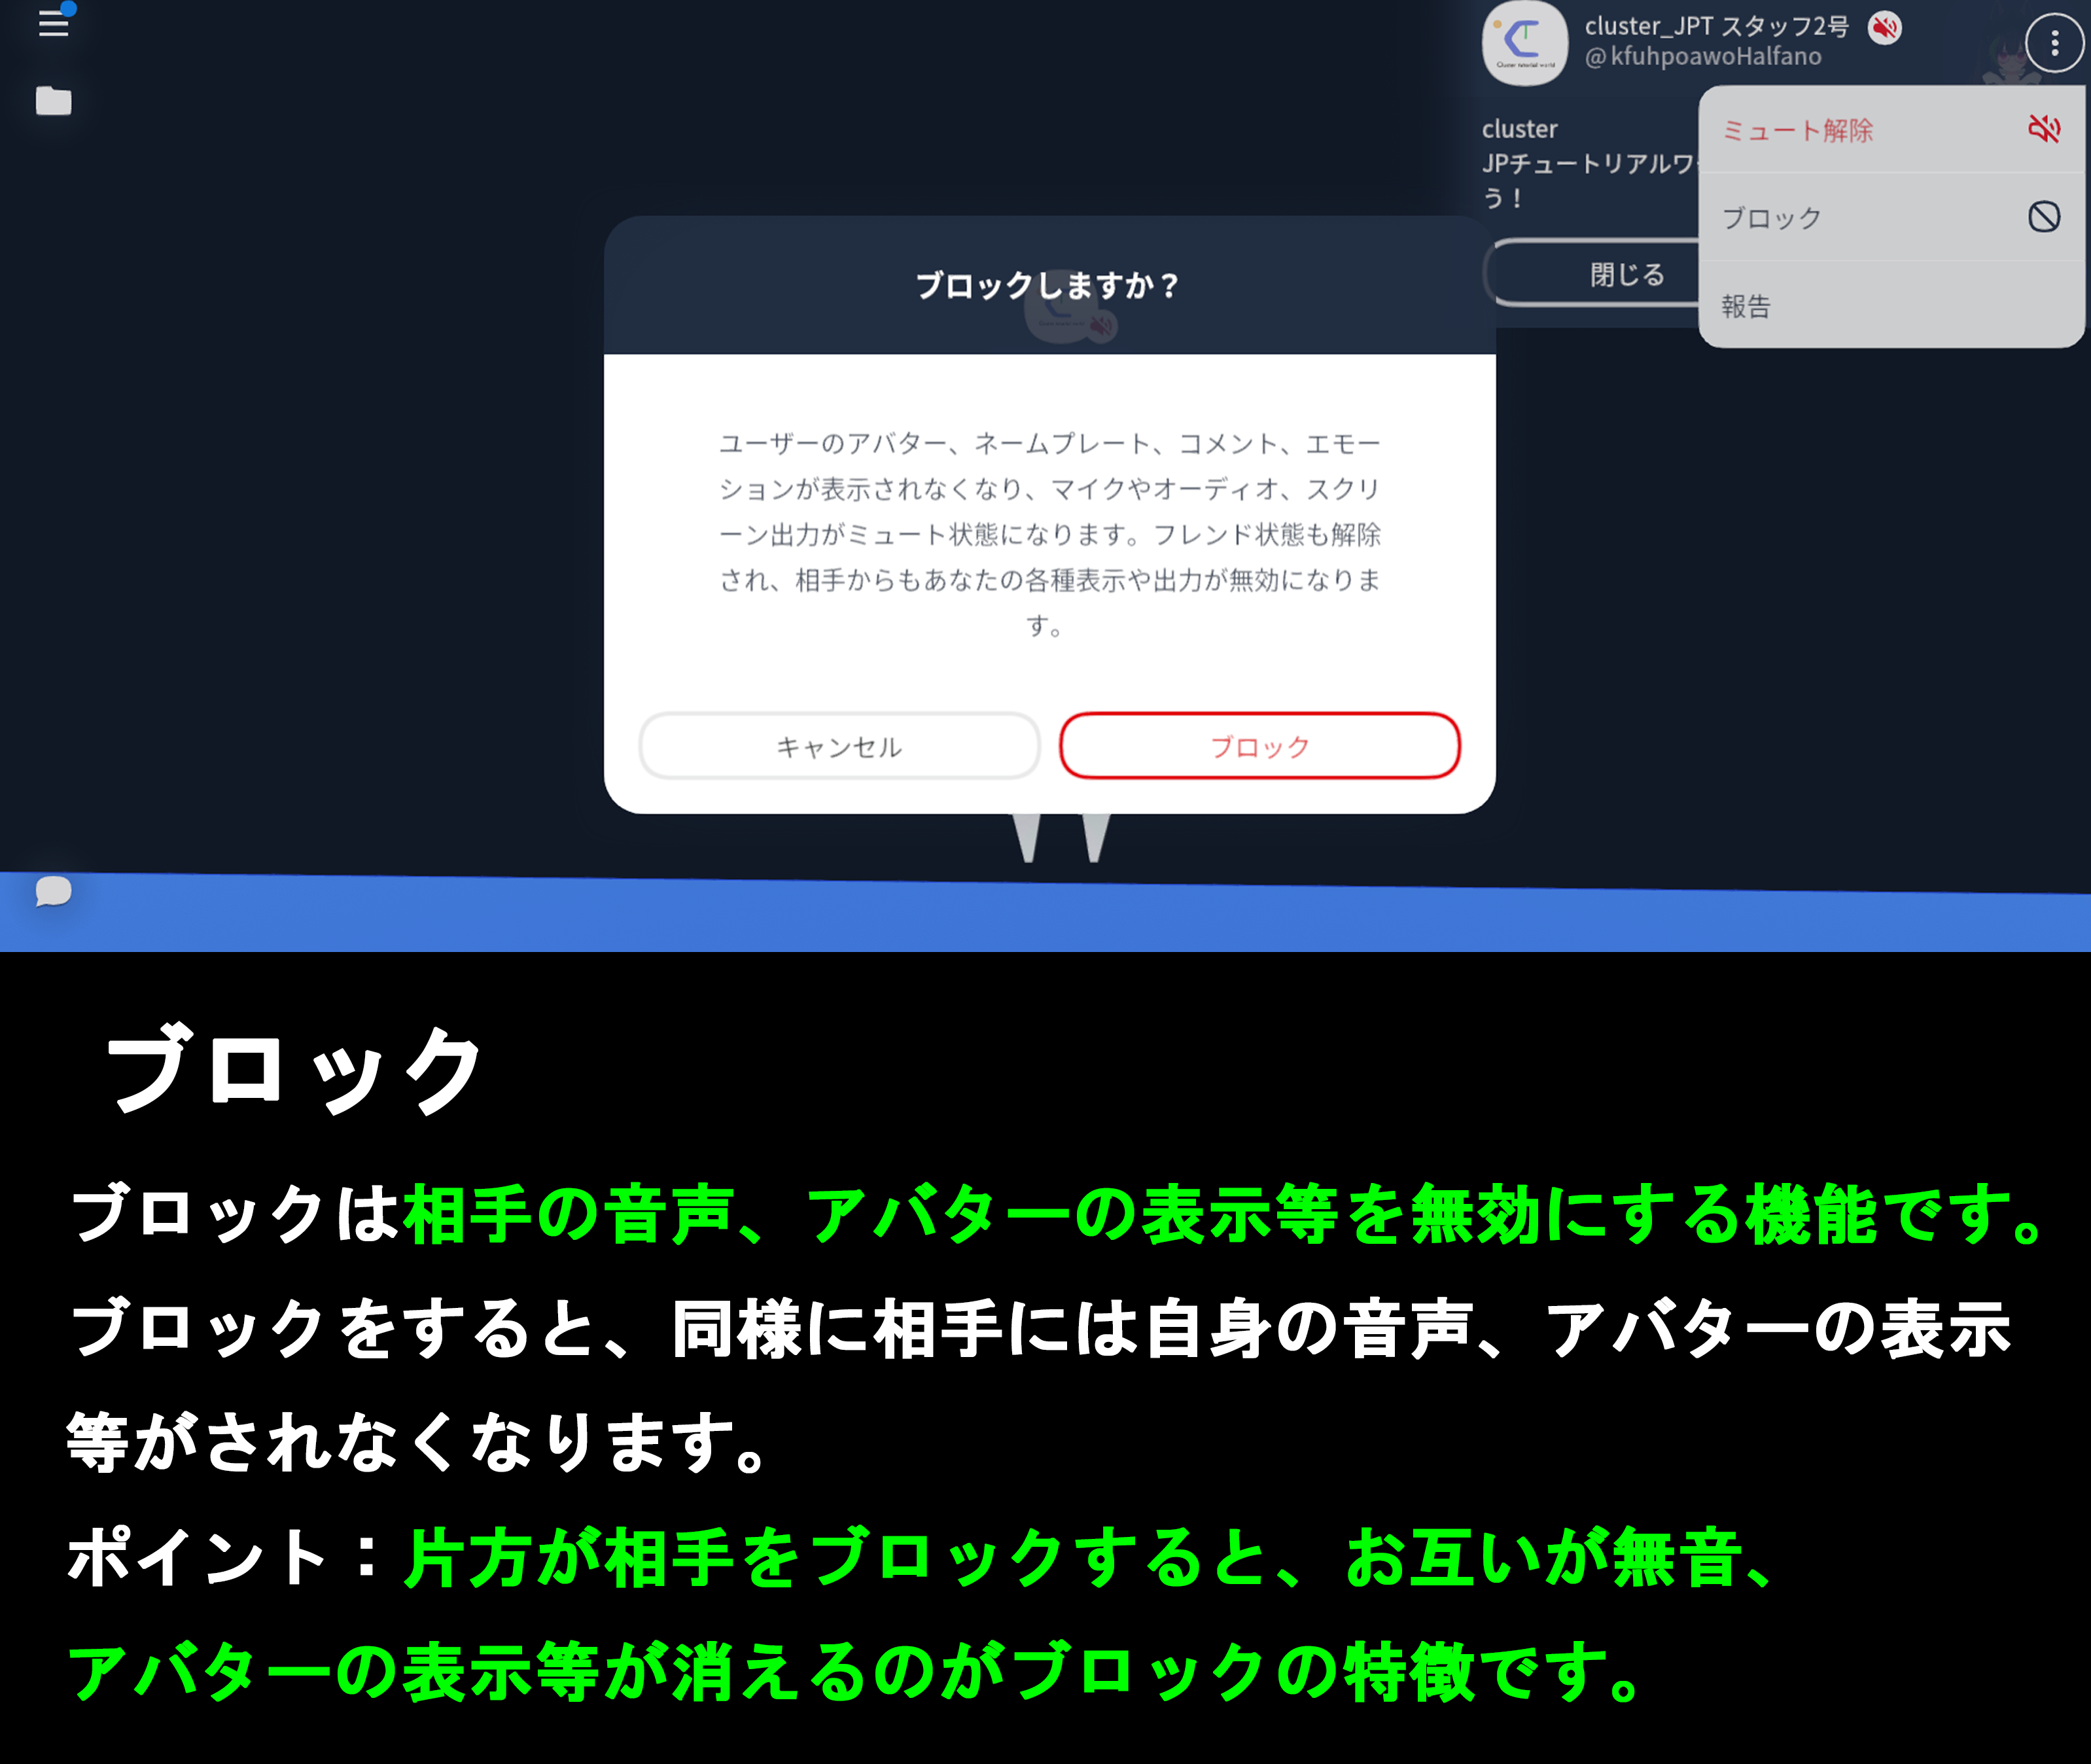 cluster_JPT スタッフ2号
@kfuhpoawoHalfano
Cluster tutorial world
cluster
JPチュートリアルワ
う！
閉じる
ミュート解除
ブロック
報告
ブロックしますか？
ユーザーのアバター、ネームプレート、コメント、エモー
ションが表示されなくなり、マイクやオーディオ、スクリ
ーン出力がミュート状態になります。フレンド状態も解除
され、相手からもあなたの各種表示や出力が無効になりま
す。
キャンセル
ブロック
ブロック
ブロックは相手の音声、アバターの表示等を無効にする機能です。
ブロックをすると、同様に相手には自身の音声、アバターの表示
等がされなくなります。
ポイント：片方が相手をブロックすると、お互いが無音、
アバターの表示等が消えるのがブロックの特徴です。